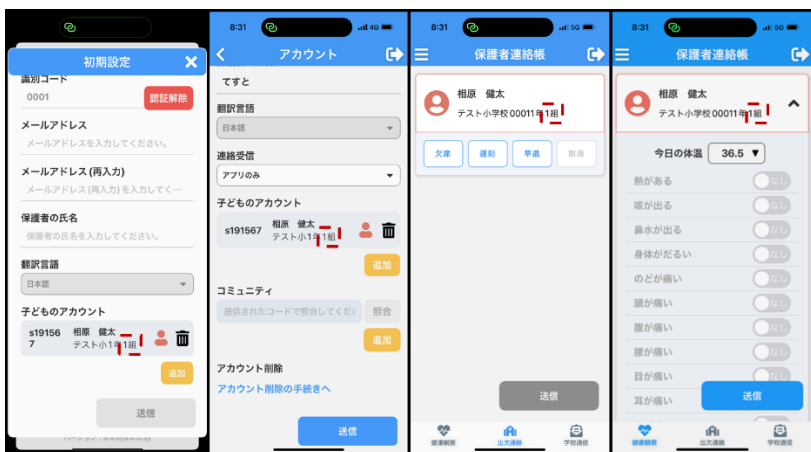 初期設定
識別コード
0001
認証解除
メールアドレス
メールアドレスを入力してください。
メールアドレス (再入力)
メールアドレス (再入力) を入力してく…
保護者の氏名
保護者の氏名を入力してください。
翻訳言語
日本語
子どものアカウント
s19156
7
相原 健太
テスト小1年1組
追加
送信
8:31
4G
アカウント
てすと
翻訳言語
日本語
連絡受信
アプリのみ
子どものアカウント
s191567
相原 健太
テスト小1年1組
追加
コミュニティ
提供されたコードで照合してくだ
照合
追加
アカウント削除
アカウント削除の手続きへ
送信
8:31
5G
保護者連絡帳
相原 健太
テスト小学校00011年1組
欠席
遅刻
早退
取消
送信
健康観察
出欠連絡
学校通信
8:31
5G
保護者連絡帳
相原 健太
テスト小学校00011年1組
今日の体温
36.5 ▼
熱がある
なし
咳が出る
なし
鼻水が出る
なし
身体がだるい
なし
のどが痛い
なし
頭が痛い
なし
腹が痛い
なし
腰が痛い
なし
目が痛い
耳が痛い
送信
健康観察
出欠連絡
学校通信